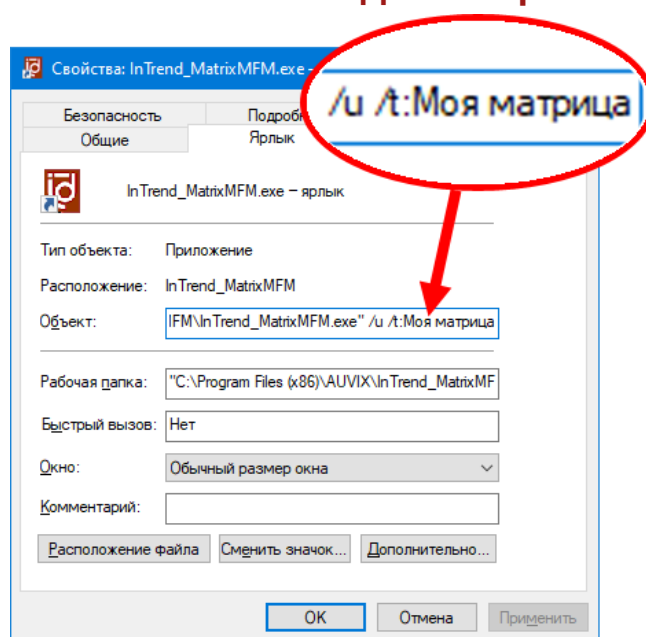 Свойства: InTrend_MatrixMFM.exe –
/u /t:Моя матрица
Безопасность
Общие
Ярлык
InTrend_MatrixMFM.exe – ярлык
Тип объекта: Приложение
Расположение: InTrend_MatrixMFM
Объект: IFM\InTrend_MatrixMFM.exe" /u /t:Моя матрица
Рабочая папка: "C:\Program Files (x86)\AUVIX\InTrend_MatrixMF
Быстрый вызов: Нет
Окно: Обычный размер окна
Комментарий:
Расположение файла Сменить значок... Дополнительно...
OK Отмена Применить